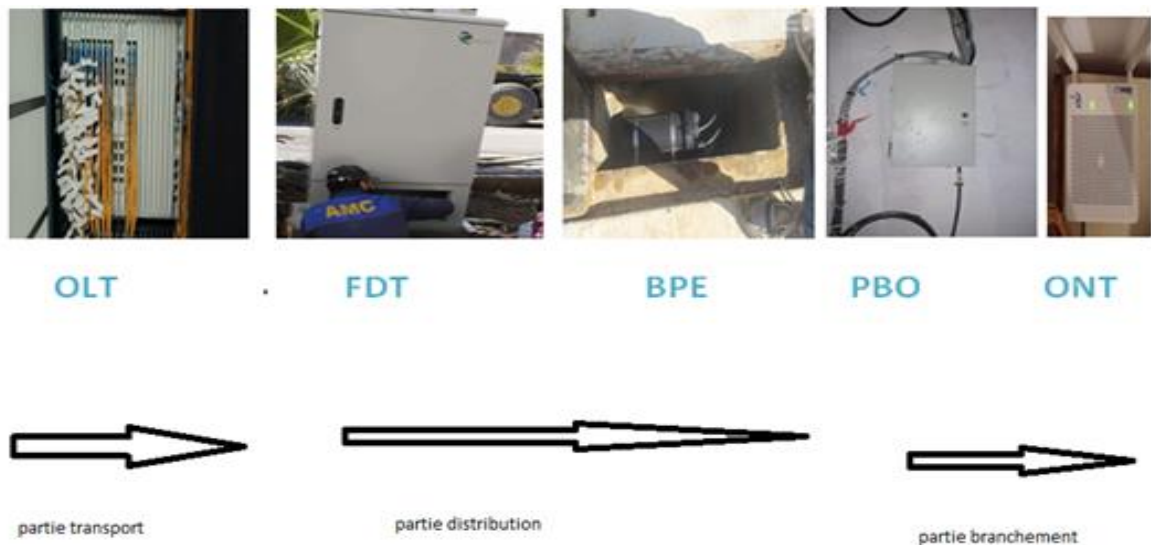 AMC
OLT . FDT BPE PBO ONT
partie transport
partie distribution
partie branchement